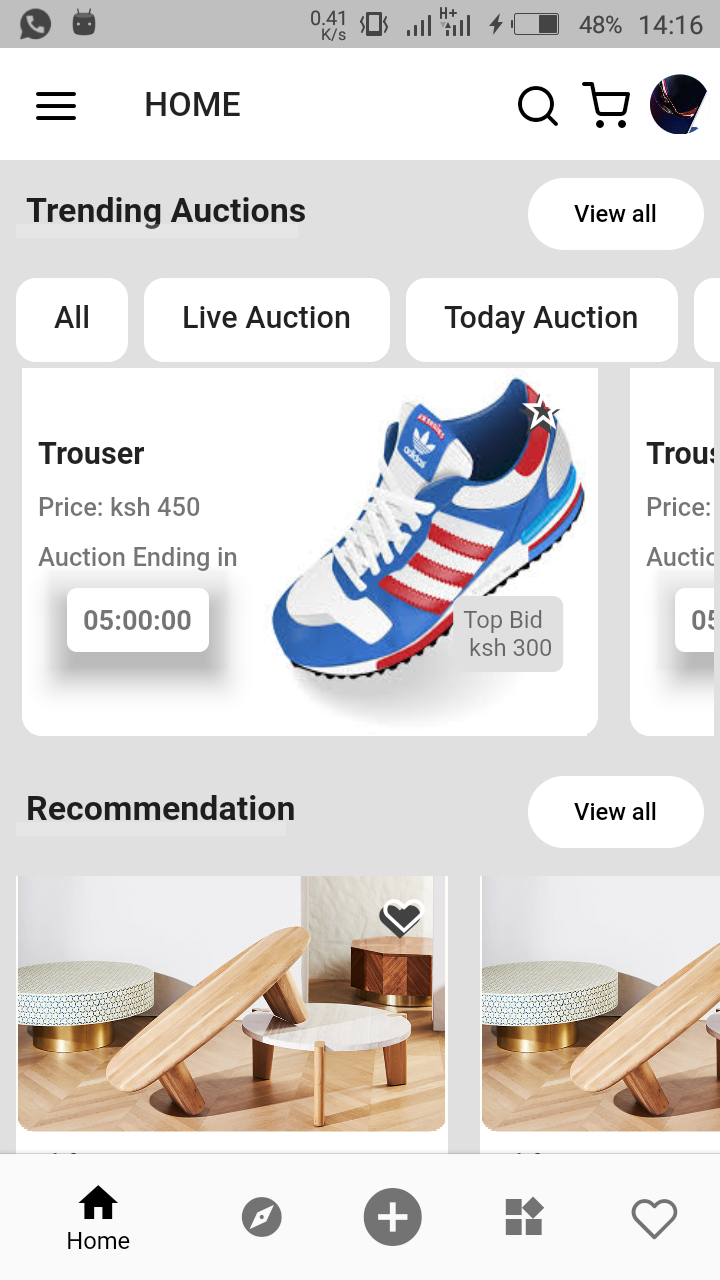 0.41
K/s
H+
48%
14:16
HOME
Trending Auctions
View all
All
Live Auction
Today Auction
Trouser
Price: ksh 450
Auction Ending in
05:00:00
adidas
Top Bid
ksh 300
Trous
Price:
Auctio
05
Recommendation
View all
Home